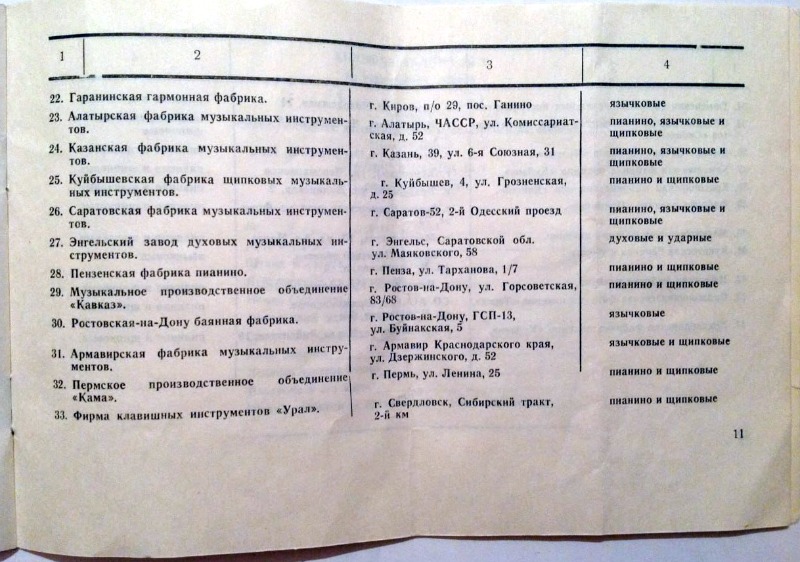 1 2 3 4
22. Гаранинская гармонная фабрика. г. Киров, п/о 29, пос. Ганино язычковые
23. Алатырская фабрика музыкальных инструмен- г. Алатырь, ЧАССР, ул. Комиссариат- пианино, язычковые и
тов. ская, д. 52 щипковые
24. Казанская фабрика музыкальных инструмен- г. Казань, 39, ул. 6-я Союзная, 31 пианино, язычковые и
тов. щипковые
25. Куйбышевская фабрика щипковых музыкаль- г. Куйбышев, 4, ул. Грозненская, пианино и щипковые
ных инструментов. д. 25
26. Саратовская фабрика музыкальных инструмен- г. Саратов-52, 2-й Одесский проезд пианино, язычковые и
тов. щипковые
27. Энгельский завод духовых музыкальных ин- г. Энгельс, Саратовской обл. духовые и ударные
струментов. ул. Маяковского, 58
28. Пензенская фабрика пианино. г. Пенза, ул. Тарханова, 1/7 пианино и щипковые
29. Музыкальное производственное объединение г. Ростов-на-Дону, ул. Горсоветская, пианино и щипковые
«Кавказ». 83/68
30. Ростовская-на-Дону баянная фабрика. г. Ростов-на-Дону, ГСП-13, язычковые
ул. Буйнакская, 5
31. Армавирская фабрика музыкальных инстру- г. Армавир Краснодарского края, язычковые и щипковые
ментов. ул. Дзержинского, д. 52
32. Пермское производственное объединение г. Пермь, ул. Ленина, 25 пианино и щипковые
«Кама».
33. Фирма клавишных инструментов «Урал». г. Свердловск, Сибирский тракт, пианино и щипковые
2-й км
11